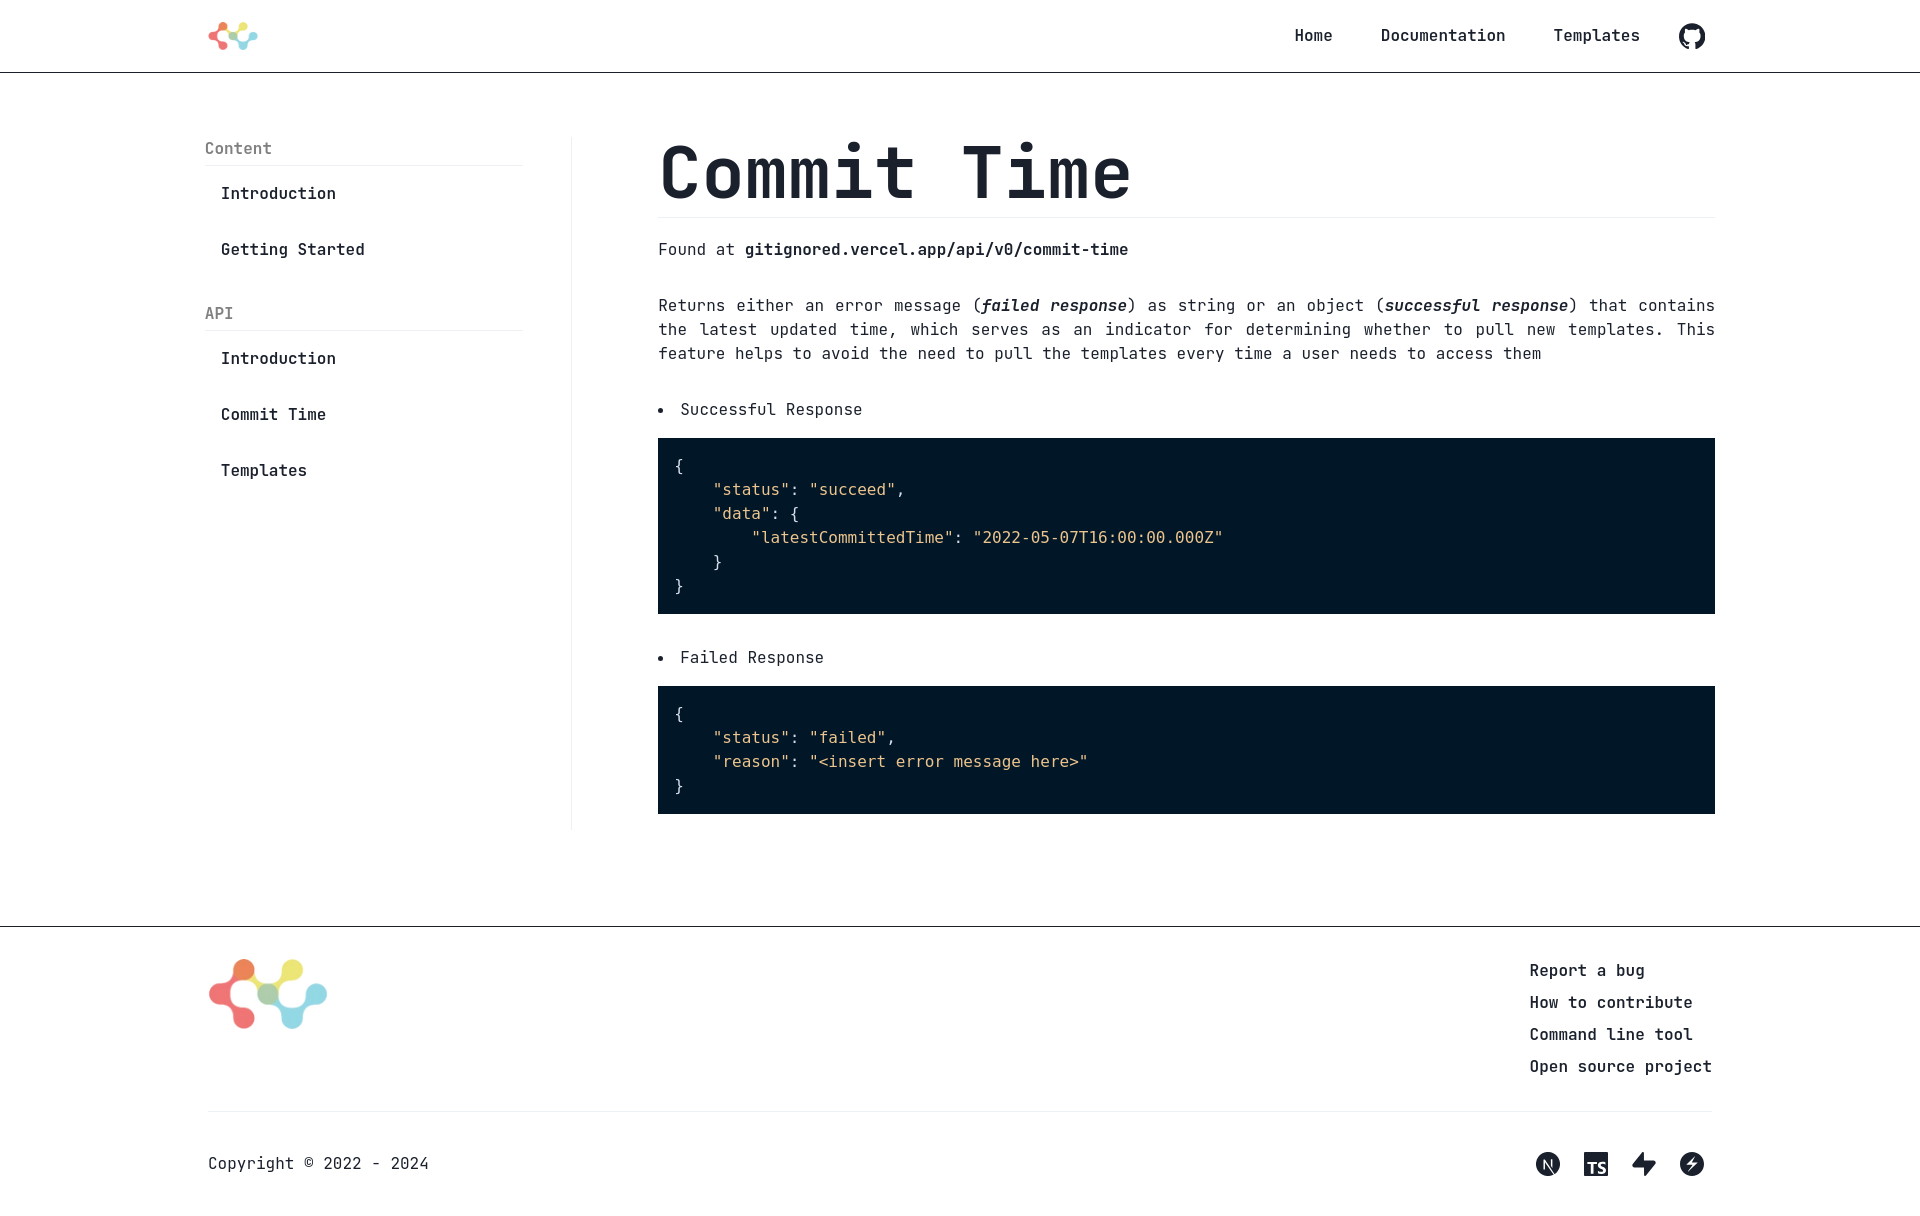 Home
Documentation
Templates
Content
Introduction
Getting Started
API
Introduction
Commit Time
Templates
Commit Time
Found at gitignored.vercel.app/api/v0/commit-time
Returns either an error message (failed response) as string or an object (successful response) that contains
the latest updated time, which serves as an indicator for determining whether to pull new templates. This
feature helps to avoid the need to pull the templates every time a user needs to access them
• Successful Response
{
    "status": "succeed",
    "data": {
        "latestCommittedTime": "2022-05-07T16:00:00.000Z"
    }
}
• Failed Response
{
    "status": "failed",
    "reason": "<insert error message here>"
}
Report a bug
How to contribute
Command line tool
Open source project
Copyright © 2022 - 2024
N
TS